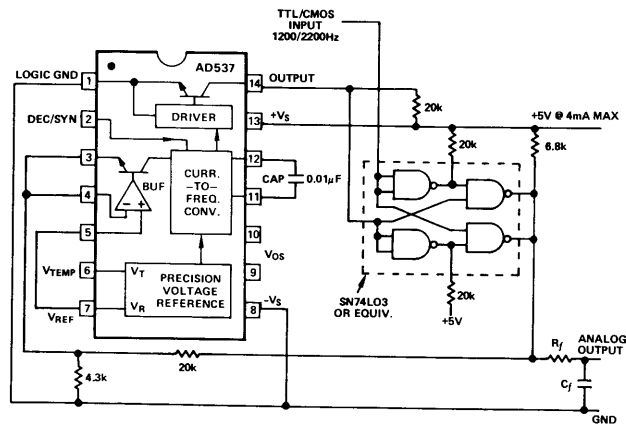 TTL/CMOS
INPUT
1200/2200Hz
AD537
LOGIC GND
1
14
OUTPUT
DRIVER
20k
DEC/SYN
2
13
+VS
+5V @ 4mA MAX
20k
6.8k
3
12
BUF
CURR.
–TO–
FREQ.
CONV.
CAP
0.01µF
4
11
– +
5
10
VOS
VTEMP
6
VT
PRECISION
VOLTAGE
REFERENCE
9
VREF
7
VR
8
–VS
SN74L03
OR EQUIV.
20k
+5V
20k
4.3k
Rf
ANALOG
OUTPUT
Cf
GND